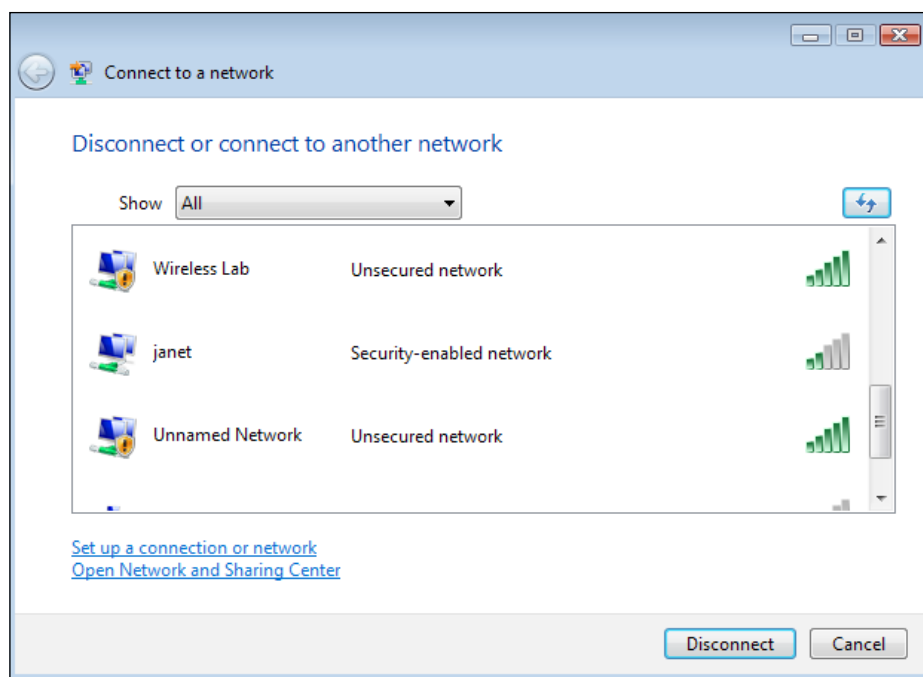 Connect to a network
Disconnect or connect to another network
Show All
Wireless Lab Unsecured network
janet Security-enabled network
Unnamed Network Unsecured network
Set up a connection or network
Open Network and Sharing Center
Disconnect Cancel